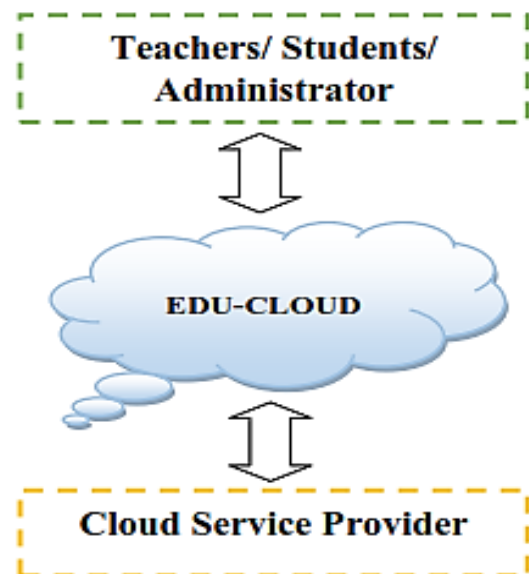 Teachers/ Students/
Administrator
EDU-CLOUD
Cloud Service Provider